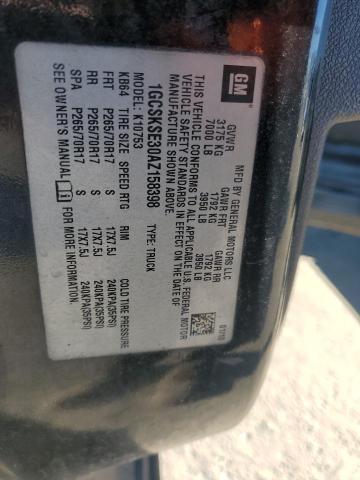 GM
MFD BY GENERAL MOTORS LLC
01/10
GVWR GAWR FRT GAWR RR
3175 KG 1792 KG 1792 KG
7000 LB 3950 LB 3950 LB
THIS VEHICLE CONFORMS TO ALL APPLICABLE U.S. FEDERAL MOTOR
VEHICLE SAFETY STANDARDS IN EFFECT ON THE DATE OF
MANUFACTURE SHOWN ABOVE.
1GCSKSE30AZ158398 TYPE: TRUCK
MODEL: K10753
KB64 TIRE SIZE SPEED RTG RIM COLD TIRE PRESSURE
FRT P265/70R17 S 17X7.5J 240KPA(35PSI)
RR P265/70R17 S 17X7.5J 240KPA(35PSI)
SPA P265/70R17 S 17X7.5J 240KPA(35PSI)
SEE OWNER'S MANUAL FOR MORE INFORMATION.